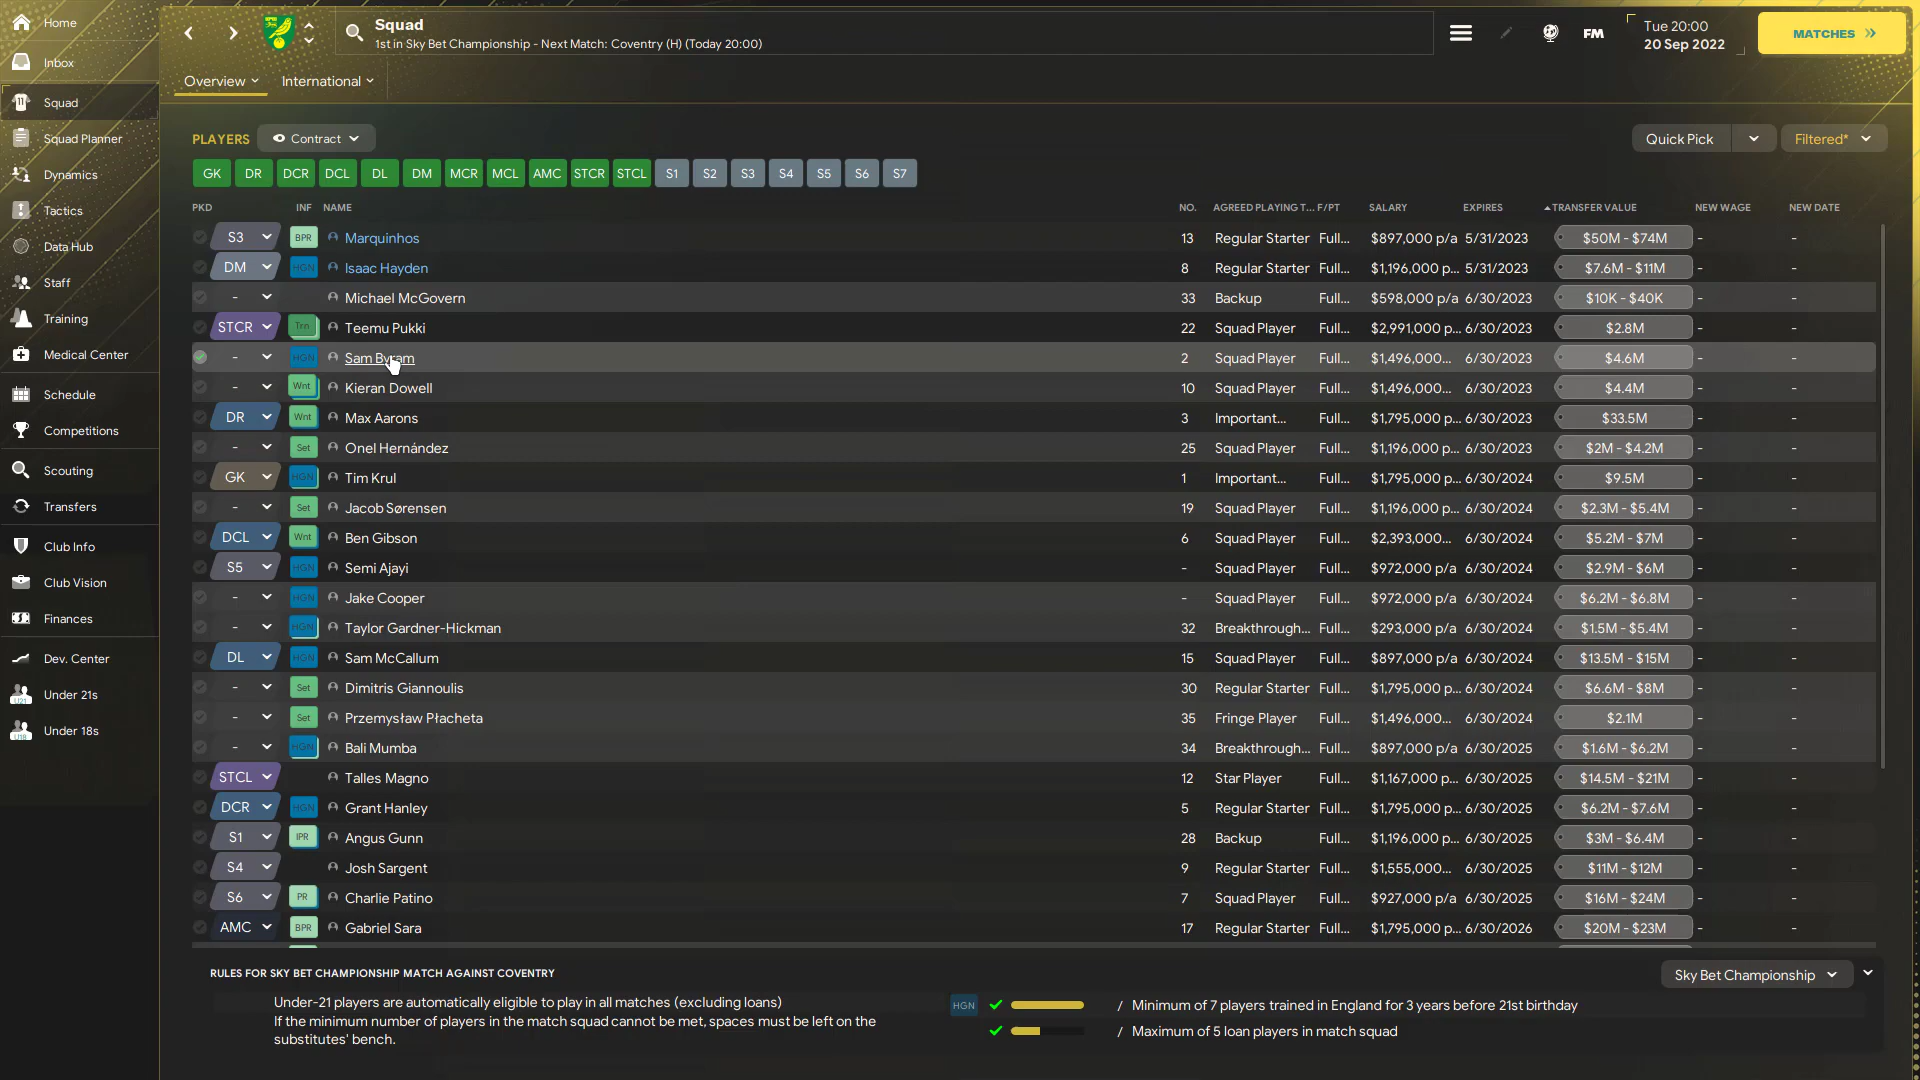 Home
Inbox
Squad
Squad Planner
Dynamics
Tactics
Data Hub
Staff
Training
Medical Center
Schedule
Competitions
Scouting
Transfers
Club Info
Club Vision
Finances
Dev. Center
Under 21s
Under 18s
Squad
1st in Sky Bet Championship - Next Match: Coventry (H) (Today 20:00)
FM
Tue 20:00
20 Sep 2022
MATCHES
Overview International
PLAYERS Contract Quick Pick Filtered*
GK DR DCR DCL DL DM MCR MCL AMC STCR STCL S1 S2 S3 S4 S5 S6 S7
PKD INF NAME NO. AGREED PLAYING T... F/PT SALARY EXPIRES TRANSFER VALUE NEW WAGE NEW DATE
S3 BPR Marquinhos 13 Regular Starter Full... $897,000 p/a 5/31/2023 $50M - $74M - -
DM HGN Isaac Hayden 8 Regular Starter Full... $1,196,000 p... 5/31/2023 $7.6M - $11M - -
- Michael McGovern 33 Backup Full... $598,000 p/a 6/30/2023 $10K - $40K - -
STCR Trn Teemu Pukki 22 Squad Player Full... $2,991,000 p... 6/30/2023 $2.8M - -
- HGN Sam Byram 2 Squad Player Full... $1,496,000... 6/30/2023 $4.6M - -
- Wnt Kieran Dowell 10 Squad Player Full... $1,496,000... 6/30/2023 $4.4M - -
DR Wnt Max Aarons 3 Important... Full... $1,795,000 p... 6/30/2023 $33.5M - -
- Set Onel Hernández 25 Squad Player Full... $1,196,000 p... 6/30/2023 $2M - $4.2M - -
GK HGN Tim Krul 1 Important... Full... $1,795,000 p... 6/30/2023 $9.5M - -
- Set Jacob Sørensen 19 Squad Player Full... $1,196,000 p... 6/30/2024 $2.3M - $5.4M - -
DCL Wnt Ben Gibson 6 Squad Player Full... $2,393,000... 6/30/2024 $5.2M - $7M - -
S5 HGN Semi Ajayi - Squad Player Full... $972,000 p/a 6/30/2024 $2.9M - $6M - -
- HGN Jake Cooper - Squad Player Full... $972,000 p/a 6/30/2024 $6.2M - $6.8M - -
- HGN Taylor Gardner-Hickman 32 Breakthrough... Full... $293,000 p/a 6/30/2024 $1.5M - $5.4M - -
DL HGN Sam McCallum 15 Squad Player Full... $897,000 p/a 6/30/2024 $13.5M - $15M - -
- Set Dimitris Giannoulis 30 Regular Starter Full... $1,795,000 p... 6/30/2024 $6.6M - $8M - -
- Set Przemysław Płacheta 35 Fringe Player Full... $1,496,000... 6/30/2024 $2.1M - -
- HGN Bali Mumba 34 Breakthrough... Full... $897,000 p/a 6/30/2025 $1.6M - $6.2M - -
STCL Talles Magno 12 Star Player Full... $1,167,000 p... 6/30/2025 $14.5M - $21M - -
DCR HGN Grant Hanley 5 Regular Starter Full... $1,795,000 p... 6/30/2025 $6.2M - $7.6M - -
S1 IPR Angus Gunn 28 Backup Full... $1,196,000 p... 6/30/2025 $3M - $6.4M - -
S4 Josh Sargent 9 Regular Starter Full... $1,555,000... 6/30/2025 $11M - $12M - -
S6 PR Charlie Patino 7 Squad Player Full... $927,000 p/a 6/30/2025 $16M - $24M - -
AMC BPR Gabriel Sara 17 Regular Starter Full... $1,795,000 p... 6/30/2026 $20M - $23M - -
RULES FOR SKY BET CHAMPIONSHIP MATCH AGAINST COVENTRY Sky Bet Championship
Under-21 players are automatically eligible to play in all matches (excluding loans)
If the minimum number of players in the match squad cannot be met, spaces must be left on the
substitutes' bench.
HGN / Minimum of 7 players trained in England for 3 years before 21st birthday
/ Maximum of 5 loan players in match squad